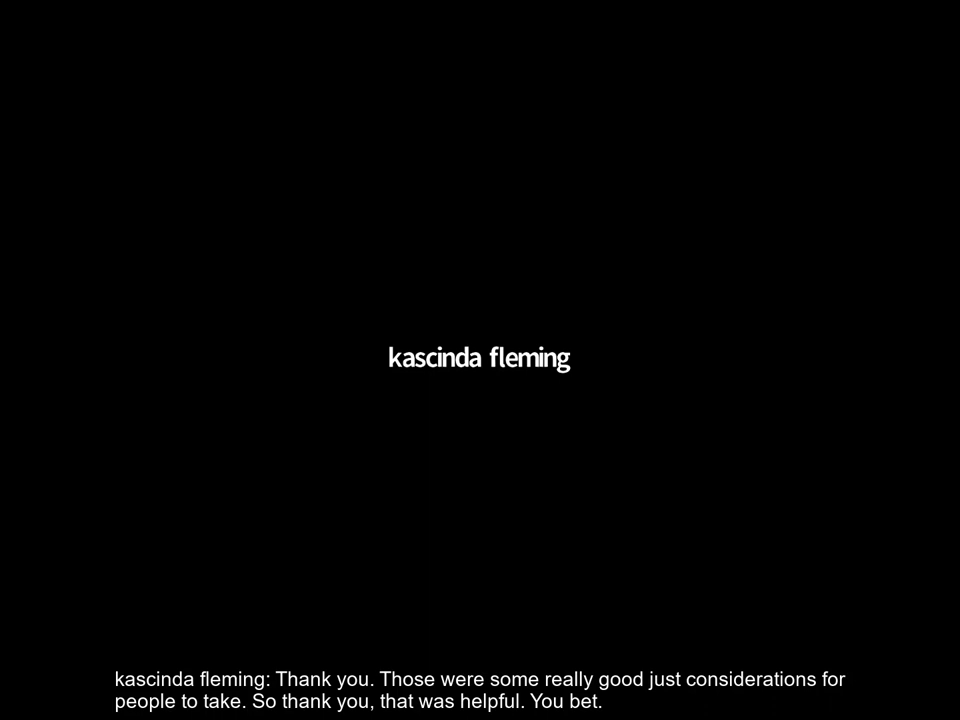 kascinda fleming
kascinda fleming: Thank you. Those were some really good just considerations for
people to take. So thank you, that was helpful. You bet.